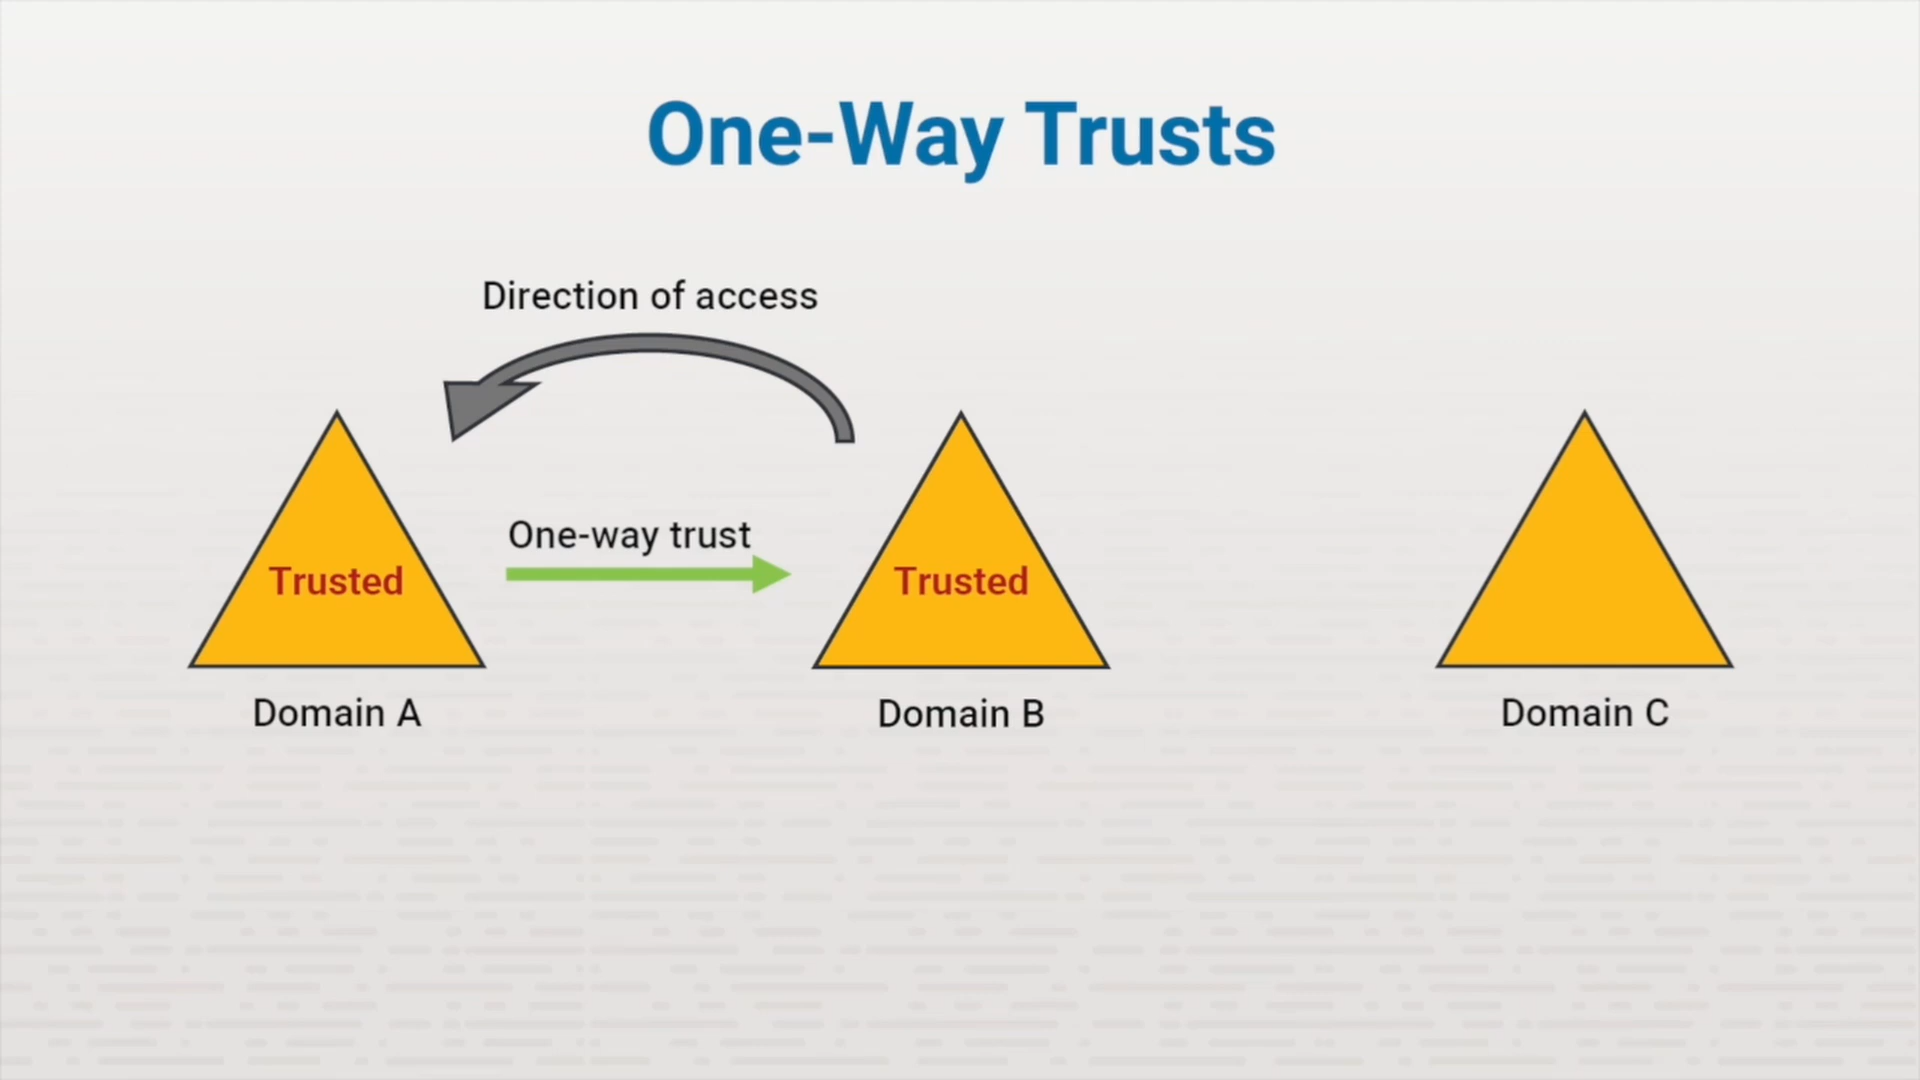 One-Way Trusts
Direction of access
One-way trust
Trusted
Trusted
Domain A
Domain B
Domain C